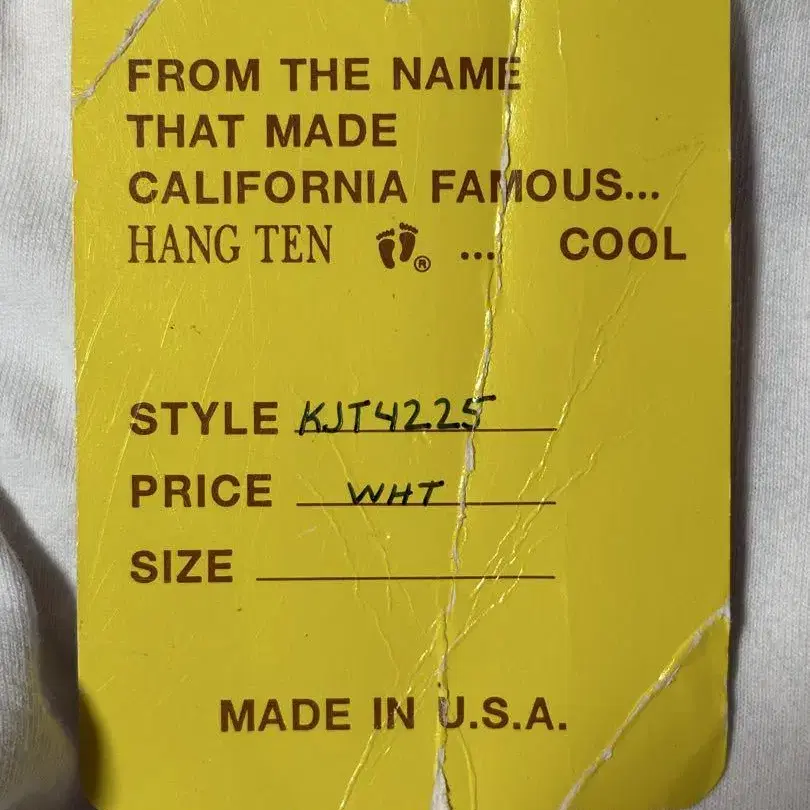 FROM THE NAME
THAT MADE
CALIFORNIA FAMOUS...
HANG TEN ® ... COOL
STYLE KJT4225
PRICE WHT
SIZE
MADE IN U.S.A.